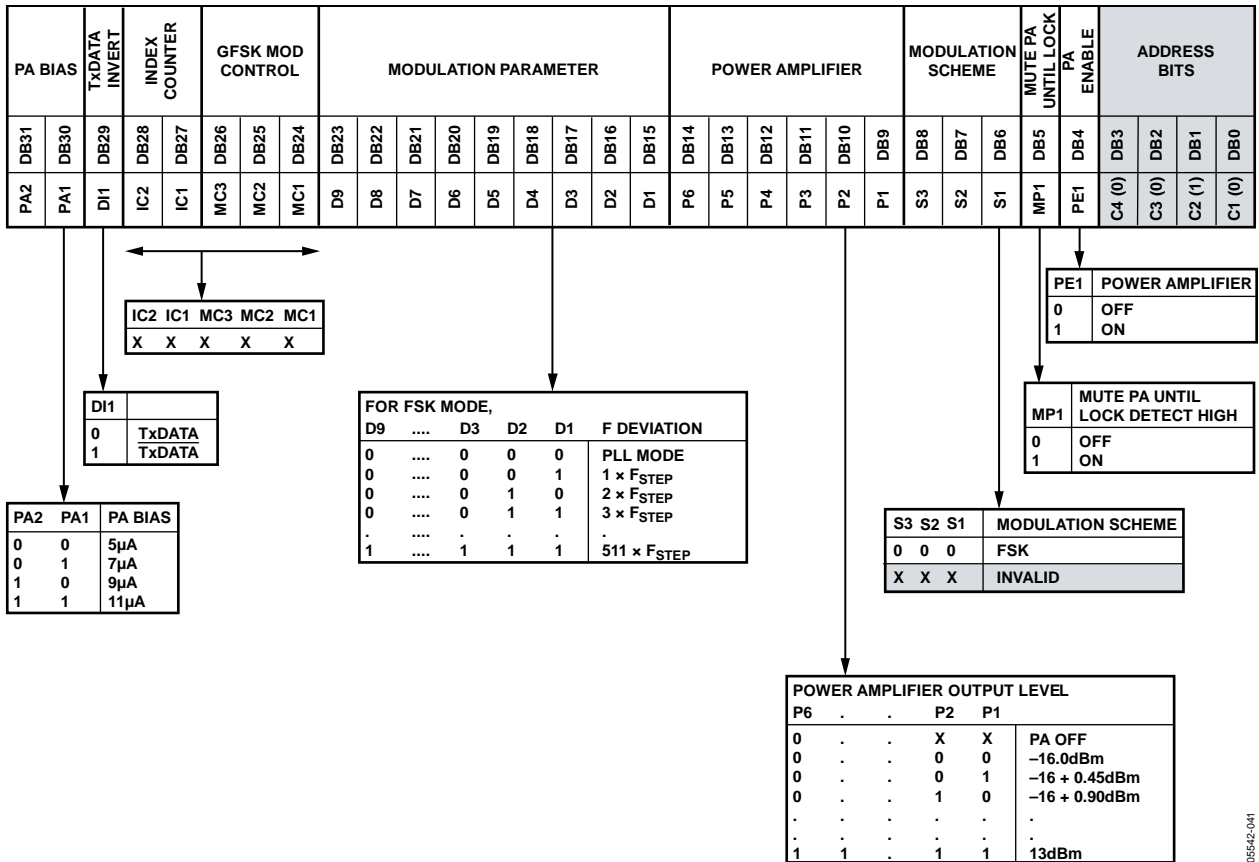 PA BIAS TxDATA INVERT INDEX COUNTER GFSK MOD CONTROL MODULATION PARAMETER POWER AMPLIFIER MODULATION SCHEME MUTE PA UNTIL LOCK PA ENABLE ADDRESS BITS
DB31 DB30 DB29 DB28 DB27 DB26 DB25 DB24 DB23 DB22 DB21 DB20 DB19 DB18 DB17 DB16 DB15 DB14 DB13 DB12 DB11 DB10 DB9 DB8 DB7 DB6 DB5 DB4 DB3 DB2 DB1 DB0
PA2 PA1 DI1 IC2 IC1 MC3 MC2 MC1 D9 D8 D7 D6 D5 D4 D3 D2 D1 P6 P5 P4 P3 P2 P1 S3 S2 S1 MP1 PE1 C4 (0) C3 (0) C2 (1) C1 (0)
PE1 POWER AMPLIFIER
0 OFF
1 ON
IC2 IC1 MC3 MC2 MC1
X X X X X
MP1 MUTE PA UNTIL
LOCK DETECT HIGH
0 OFF
1 ON
DI1
0 TxDATA
1 TxDATA
FOR FSK MODE,
D9 .... D3 D2 D1 F DEVIATION
0 .... 0 0 0 PLL MODE
0 .... 0 0 1 1 × FSTEP
0 .... 0 1 0 2 × FSTEP
0 .... 0 1 1 3 × FSTEP
. .... . . . .
1 .... 1 1 1 511 × FSTEP
PA2 PA1 PA BIAS
0 0 5µA
0 1 7µA
1 0 9µA
1 1 11µA
S3 S2 S1 MODULATION SCHEME
0 0 0 FSK
X X X INVALID
POWER AMPLIFIER OUTPUT LEVEL
P6 . . P2 P1
0 . . X X PA OFF
0 . . 0 0 –16.0dBm
0 . . 0 1 –16 + 0.45dBm
0 . . 1 0 –16 + 0.90dBm
. . . . . .
. . . . . .
1 1 . 1 1 13dBm
05542-041